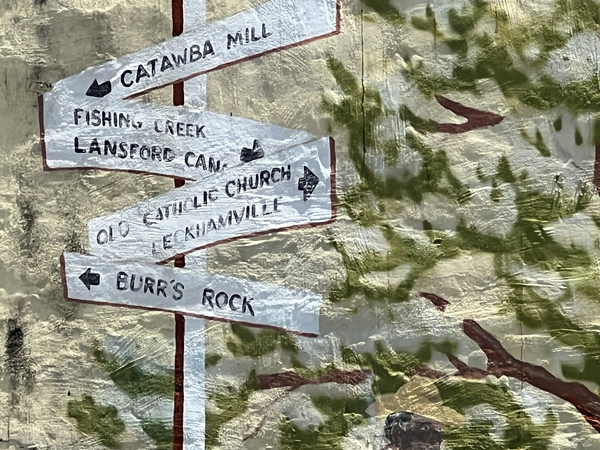 CATAWBA MILL
FISHING CREEK
LANSFORD CAN.
OLD CATHOLIC CHURCH
LECKHAMVILLE
BURR'S ROCK